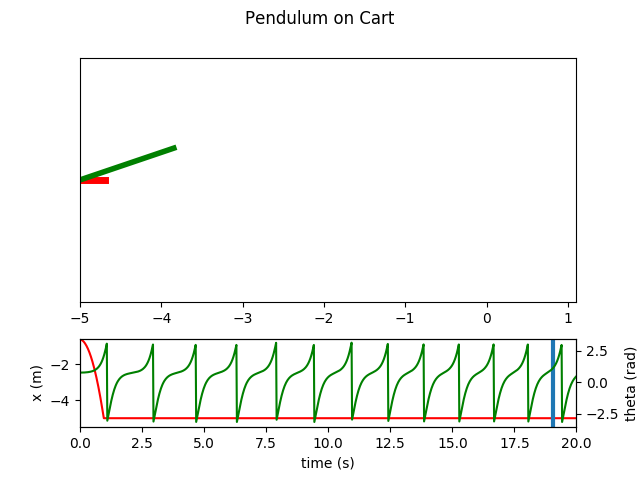 Pendulum on Cart
−5 −4 −3 −2 −1 0 1
x (m)
−2
−4
2.5
0.0
−2.5
theta (rad)
0.0 2.5 5.0 7.5 10.0 12.5 15.0 17.5 20.0
time (s)